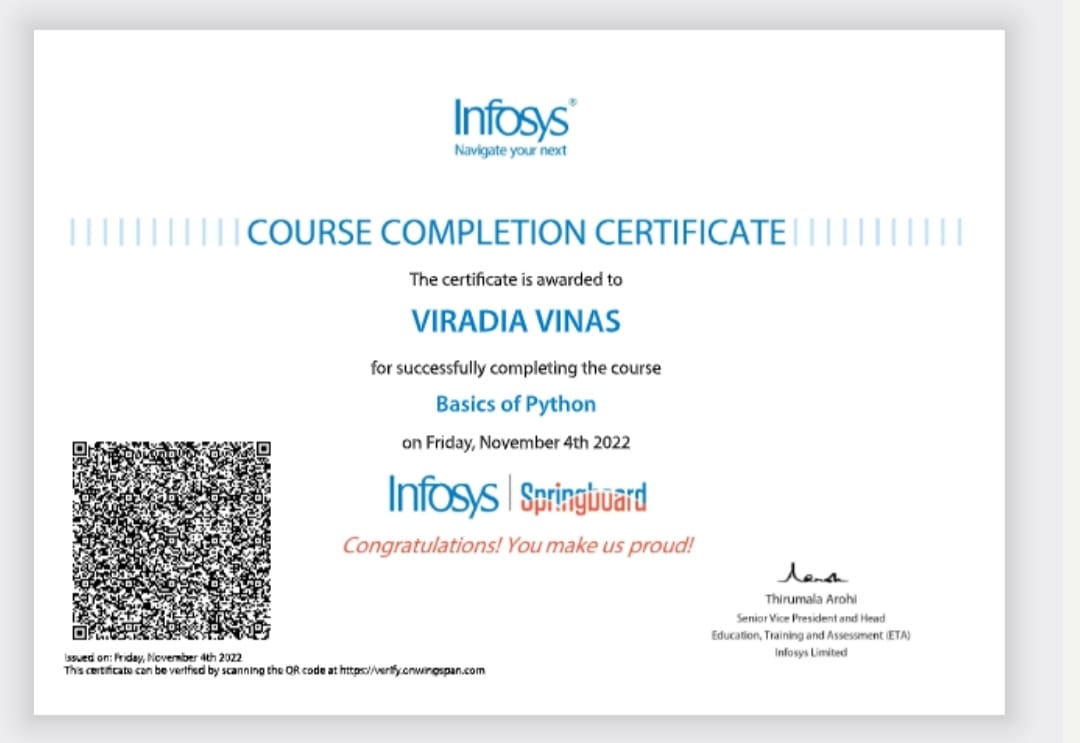 Infosys®
Navigate your next
COURSE COMPLETION CERTIFICATE
The certificate is awarded to
VIRADIA VINAS
for successfully completing the course
Basics of Python
on Friday, November 4th 2022
Infosys | Springboard
Congratulations! You make us proud!
Thirumala Arohi
Senior Vice President and Head
Education, Training and Assessment (ETA)
Infosys Limited
Issued on: Friday, November 4th 2022
This certificate can be verified by scanning the QR code at https://verify.onwingspan.com